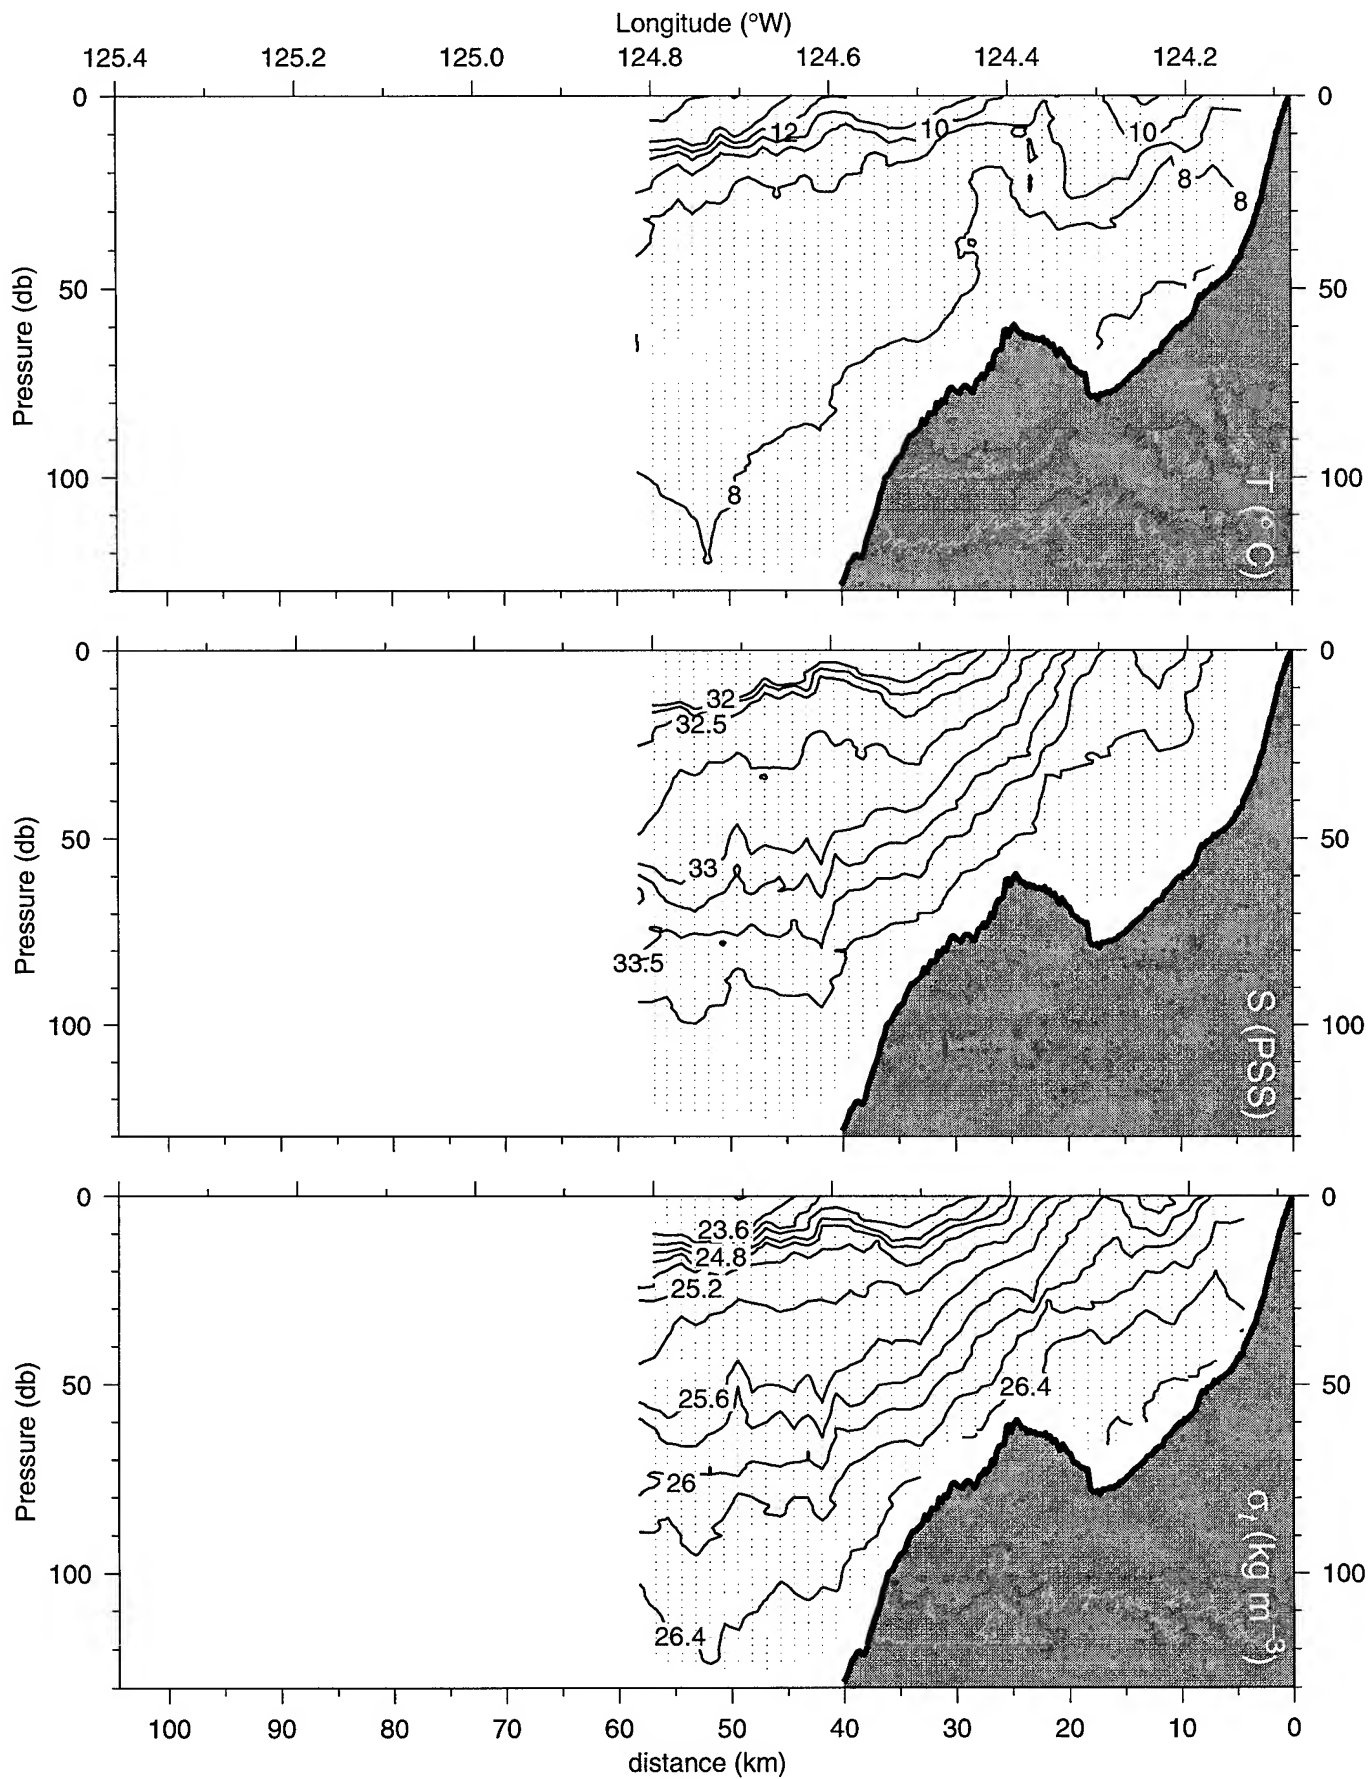 Longitude (°W)
125.4 125.2 125.0 124.8 124.6 124.4 124.2
0 0
12 10 10
8
8
50 50
Pressure (db)
100 100
8
T (° C)
0 0
32
32.5
50 50
33
Pressure (db)
33.5
100 100
S (PSS)
0 0
23.6
24.8
25.2
50 50
25.6 26.4
Pressure (db)
26
100 100
26.4
σt (kg m⁻³)
100 90 80 70 60 50 40 30 20 10 0
distance (km)